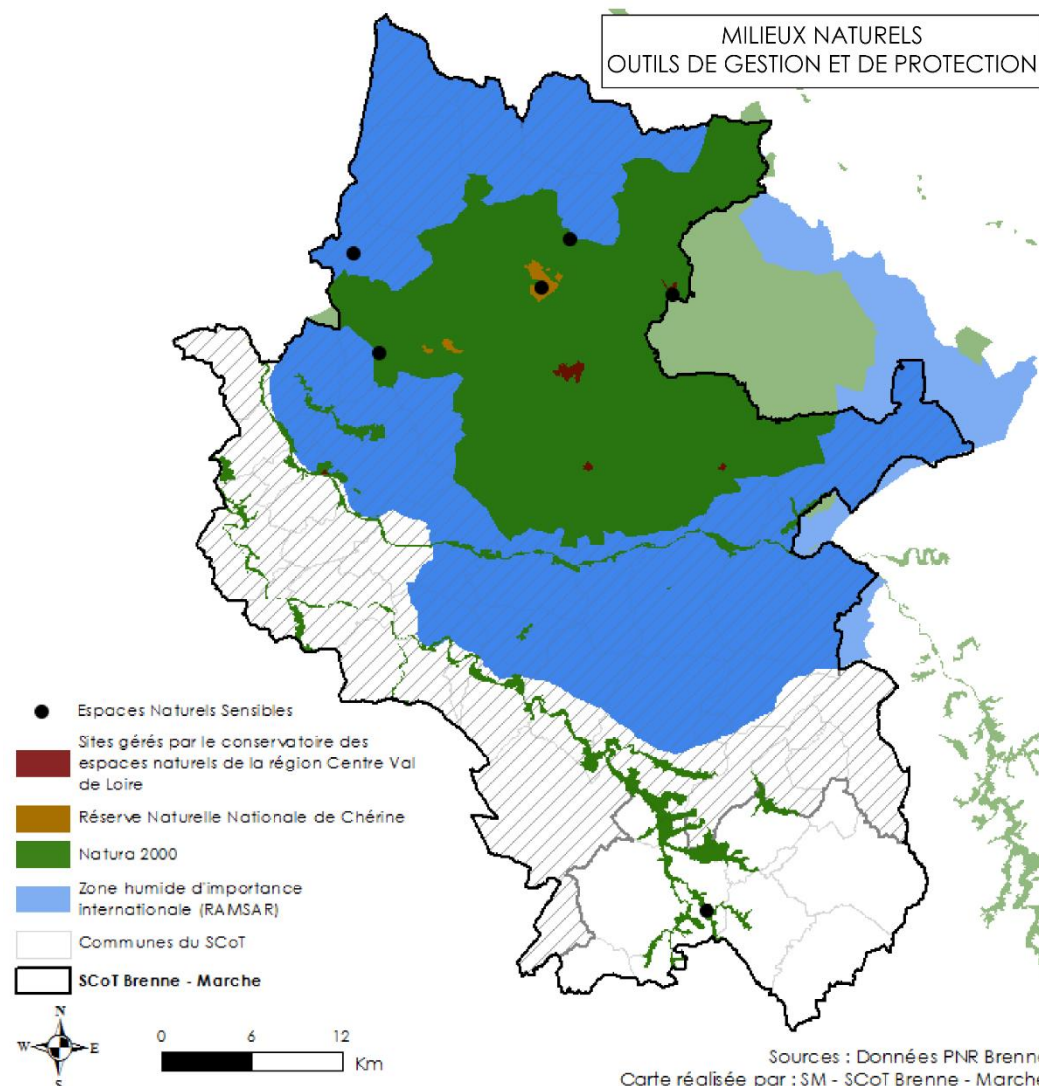 MILIEUX NATURELS
OUTILS DE GESTION ET DE PROTECTION
Espaces Naturels Sensibles
Sites gérés par le conservatoire des
espaces naturels de la région Centre Val
de Loire
Réserve Naturelle Nationale de Chérine
Natura 2000
Zone humide d'importance
internationale (RAMSAR)
Communes du SCoT
SCoT Brenne - Marche
N
W E
S
0 6 12
Km
Sources : Données PNR Brenne
Carte réalisée par : SM - SCoT Brenne - Marche